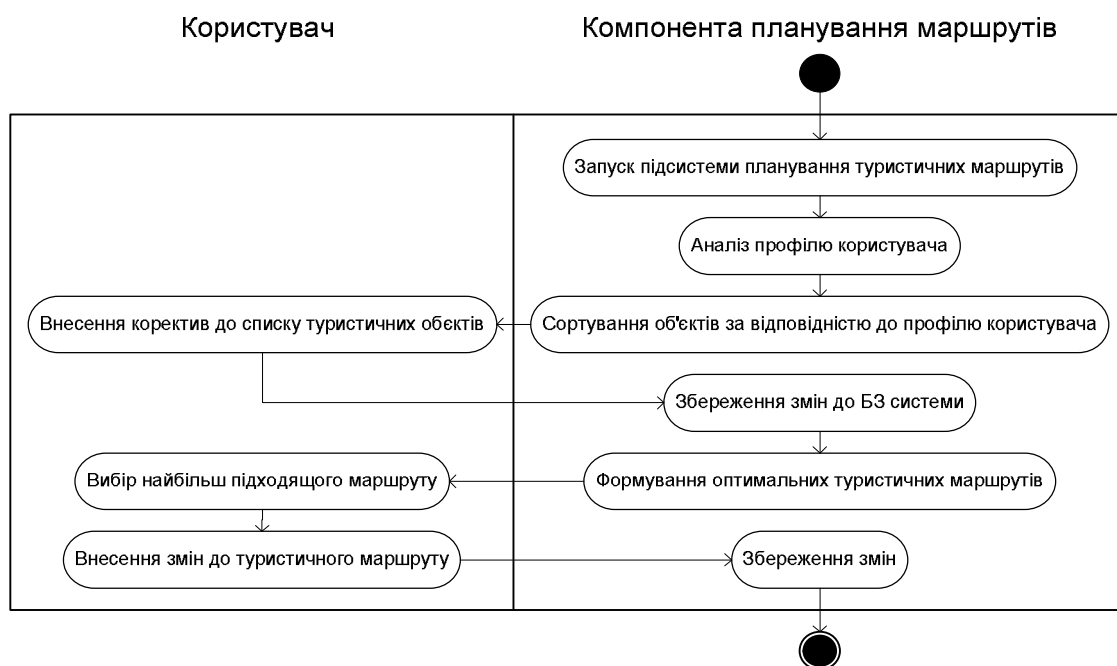 Користувач
Компонента планування маршрутів
Запуск підсистеми планування туристичних маршрутів
Аналіз профілю користувача
Внесення коректив до списку туристичних обєктів
Сортування об'єктів за відповідністю до профілю користувача
Збереження змін до БЗ системи
Вибір найбільш підходящого маршруту
Формування оптимальних туристичних маршрутів
Внесення змін до туристичного маршруту
Збереження змін